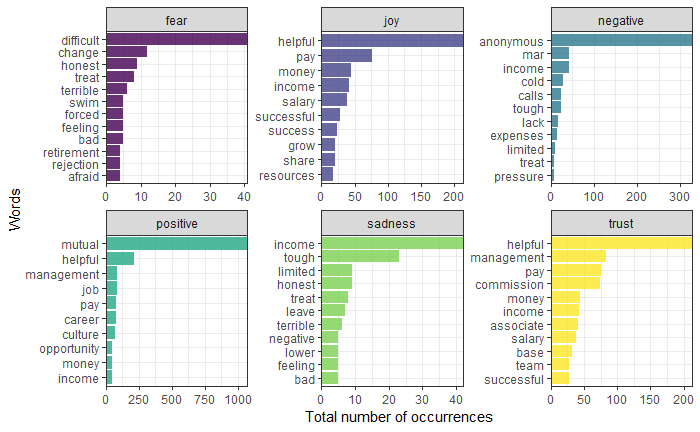 fear
difficult
change
honest
treat
terrible
swim
forced
feeling
bad
retirement
rejection
afraid
0 10 20 30 40
joy
helpful
pay
money
income
salary
successful
success
grow
share
resources
0 50 100 150 200
negative
anonymous
mar
income
cold
calls
tough
lack
expenses
limited
treat
pressure
0 100 200 300
Words
positive
mutual
helpful
management
job
pay
career
culture
opportunity
money
income
0 250 500 750 1000
sadness
income
tough
limited
honest
treat
leave
terrible
negative
lower
feeling
bad
0 10 20 30 40
trust
helpful
management
pay
commission
money
income
associate
salary
base
team
successful
0 50 100 150 200
Total number of occurrences